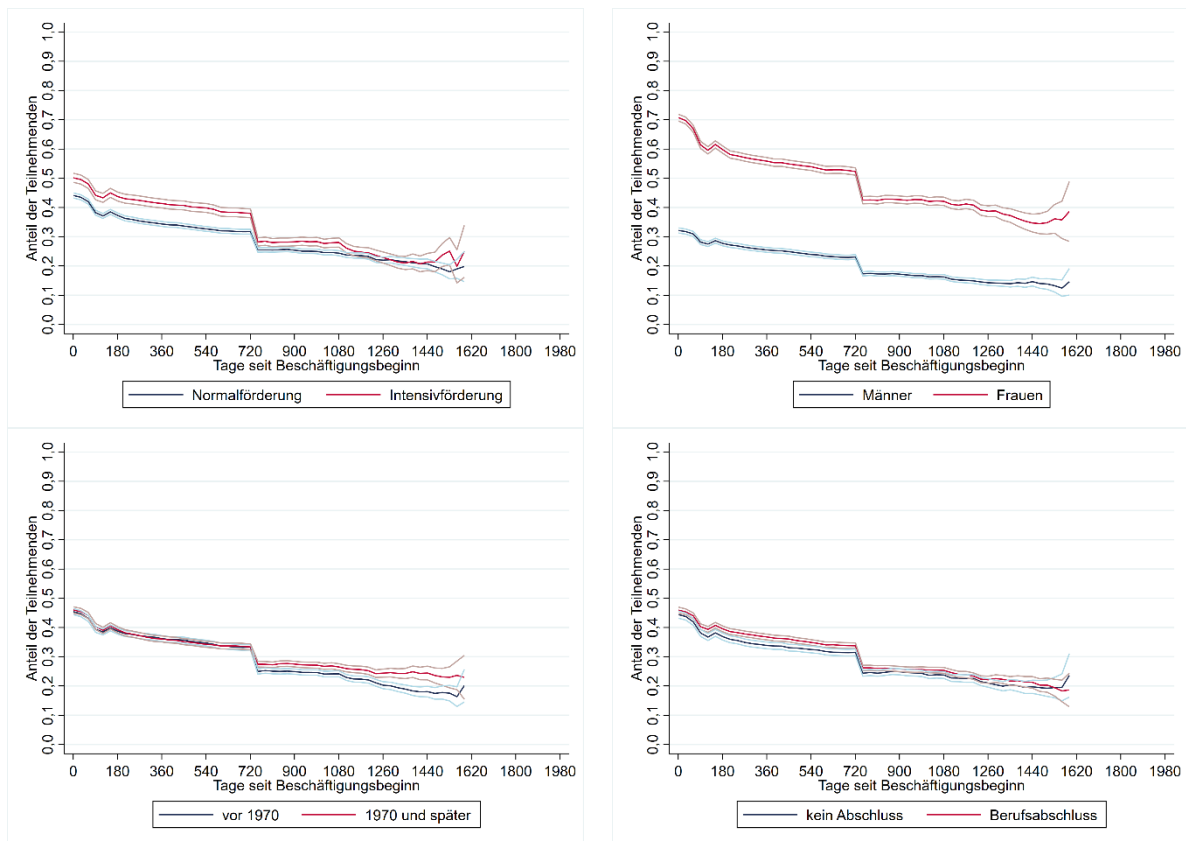 Anteil der Teilnehmenden
1,0
0,9
0,8
0,7
0,6
0,5
0,4
0,3
0,2
0,1
0,0
0 180 360 540 720 900 1080 1260 1440 1620 1800 1980
Tage seit Beschäftigungsbeginn
Normalförderung Intensivförderung
Anteil der Teilnehmenden
1,0
0,9
0,8
0,7
0,6
0,5
0,4
0,3
0,2
0,1
0,0
0 180 360 540 720 900 1080 1260 1440 1620 1800 1980
Tage seit Beschäftigungsbeginn
Männer Frauen
Anteil der Teilnehmenden
1,0
0,9
0,8
0,7
0,6
0,5
0,4
0,3
0,2
0,1
0,0
0 180 360 540 720 900 1080 1260 1440 1620 1800 1980
Tage seit Beschäftigungsbeginn
vor 1970 1970 und später
Anteil der Teilnehmenden
1,0
0,9
0,8
0,7
0,6
0,5
0,4
0,3
0,2
0,1
0,0
0 180 360 540 720 900 1080 1260 1440 1620 1800 1980
Tage seit Beschäftigungsbeginn
kein Abschluss Berufsabschluss